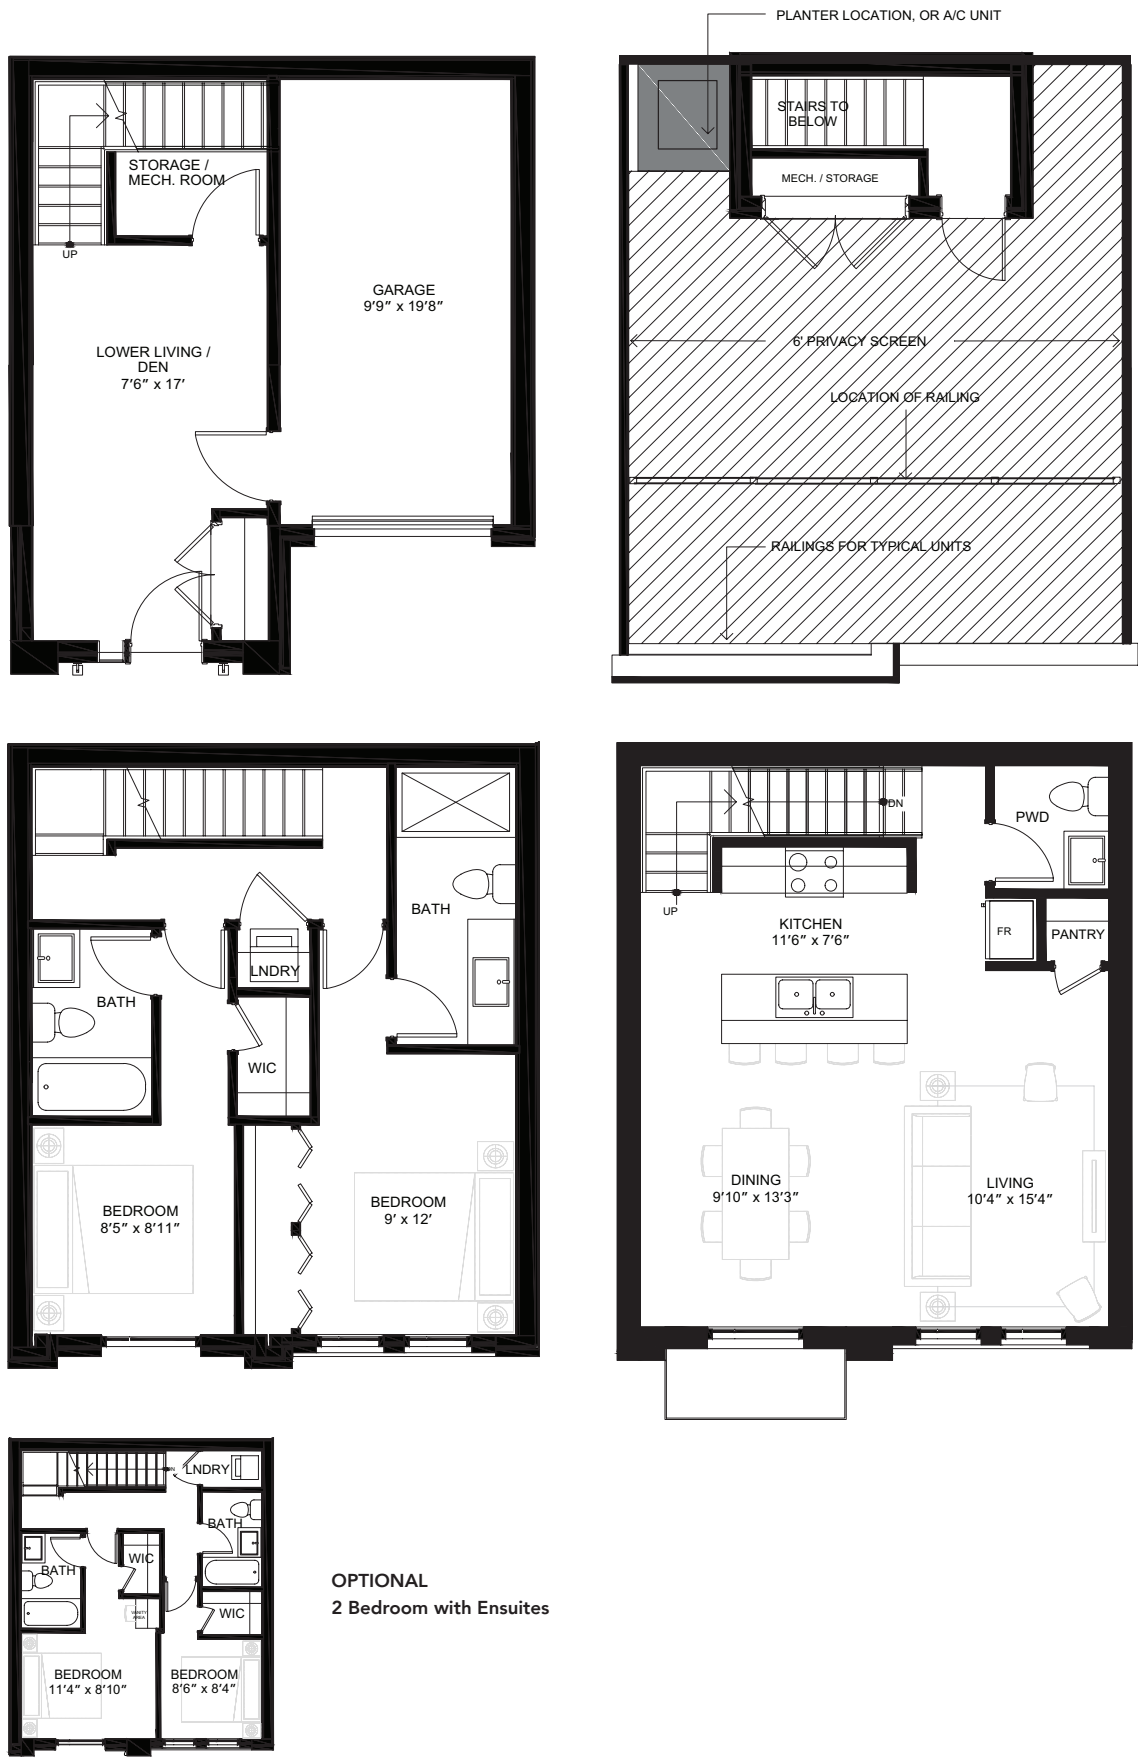 PLANTER LOCATION, OR A/C UNIT
STORAGE /
MECH. ROOM
UP
GARAGE
9'9" x 19'8"
LOWER LIVING /
DEN
7'6" x 17'
STAIRS TO
BELOW
MECH. / STORAGE
6' PRIVACY SCREEN
LOCATION OF RAILING
RAILINGS FOR TYPICAL UNITS
BATH
BATH
LNDRY
WIC
BEDROOM
8'5" x 8'11"
BEDROOM
9' x 12'
DN
UP
PWD
KITCHEN
11'6" x 7'6"
FR
PANTRY
DINING
9'10" x 13'3"
LIVING
10'4" x 15'4"
DN
LNDRY
BATH
WIC
BATH
VANITY
AREA
WIC
BEDROOM
11'4" x 8'10"
BEDROOM
8'6" x 8'4"
OPTIONAL
2 Bedroom with Ensuites